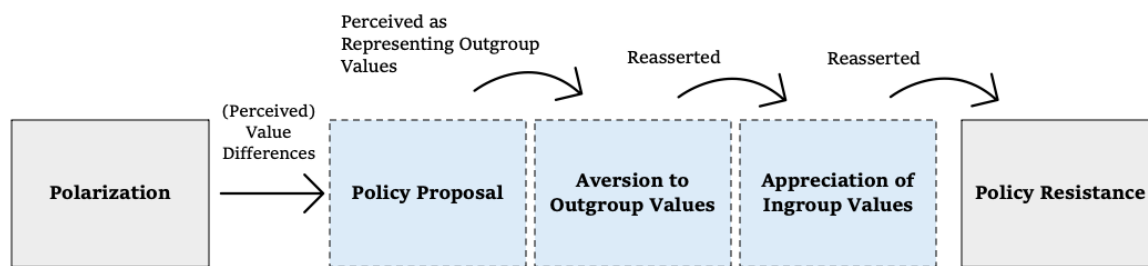 Perceived as
Representing Outgroup
Values
Reasserted
Reasserted
(Perceived)
Value
Differences
Polarization
Policy Proposal
Aversion to
Outgroup Values
Appreciation of
Ingroup Values
Policy Resistance